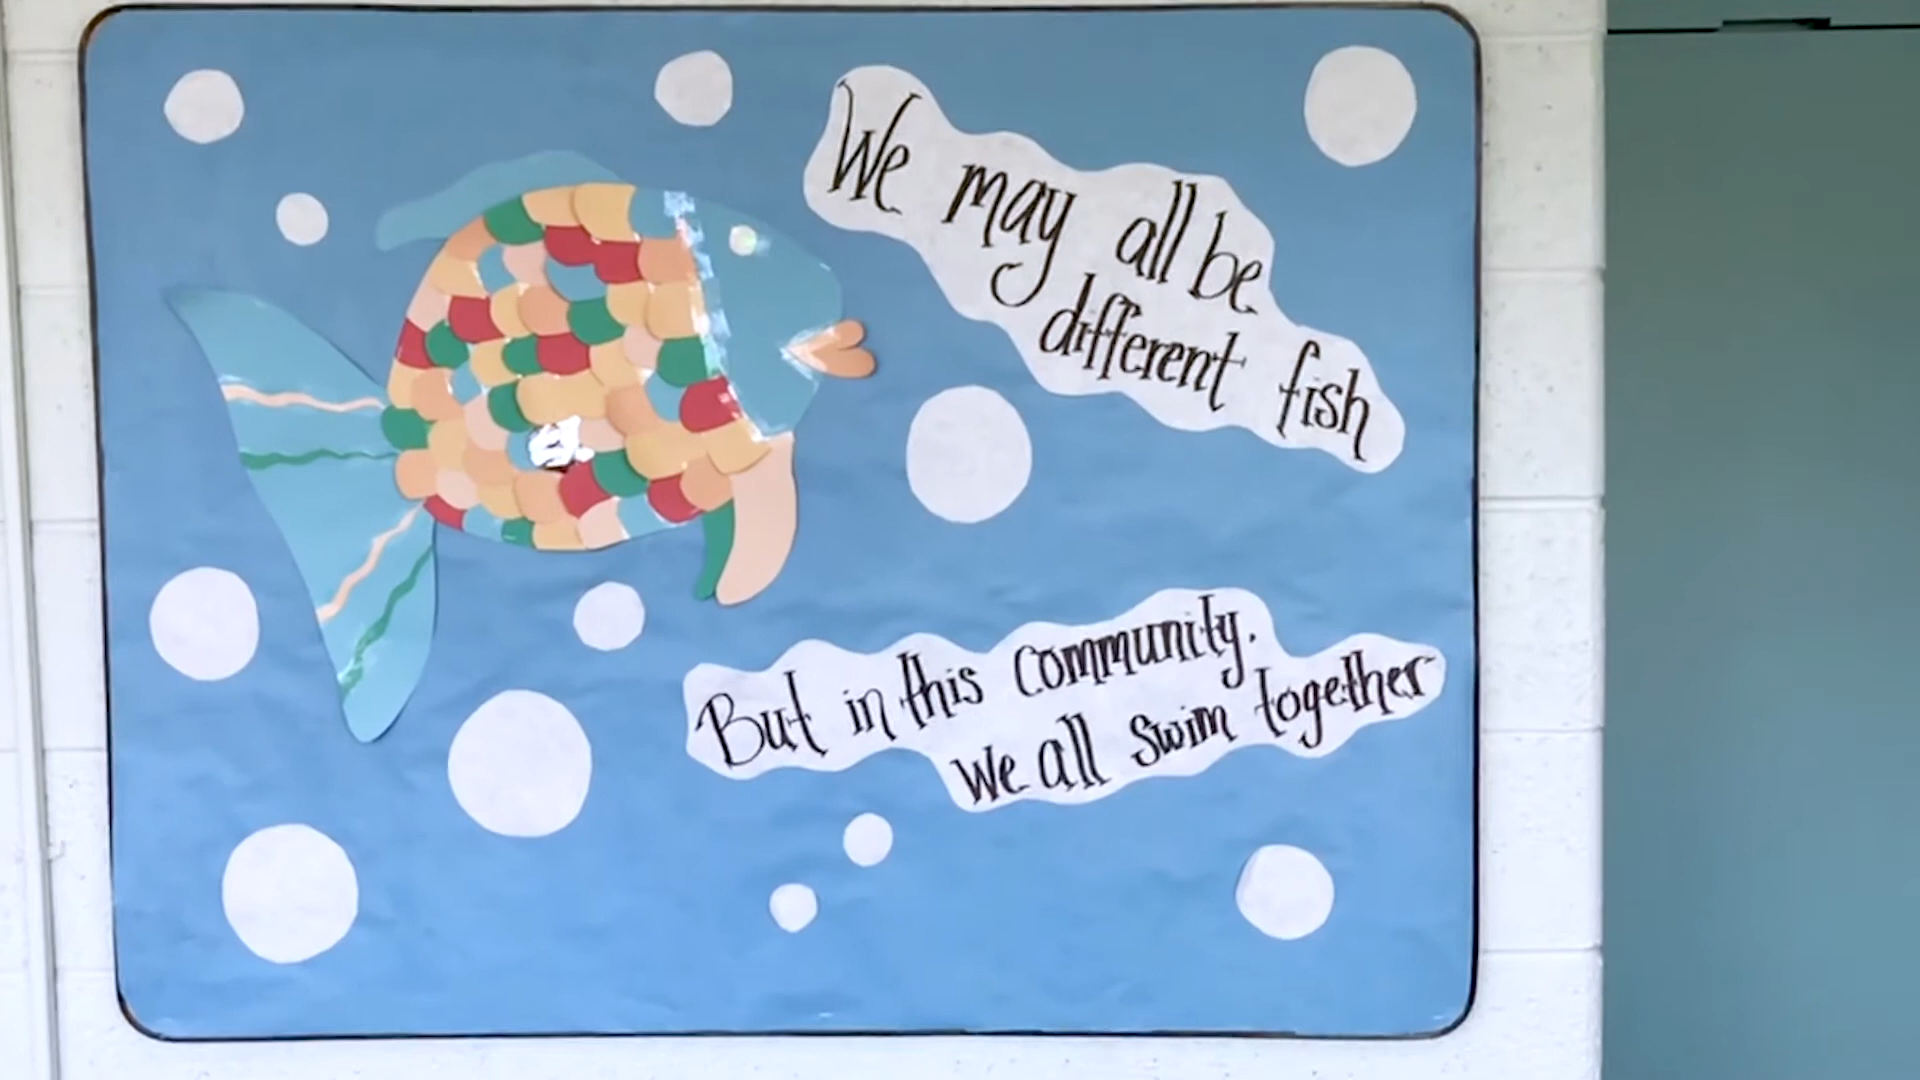 We may all be
different fish
But in this community.
we all swim together